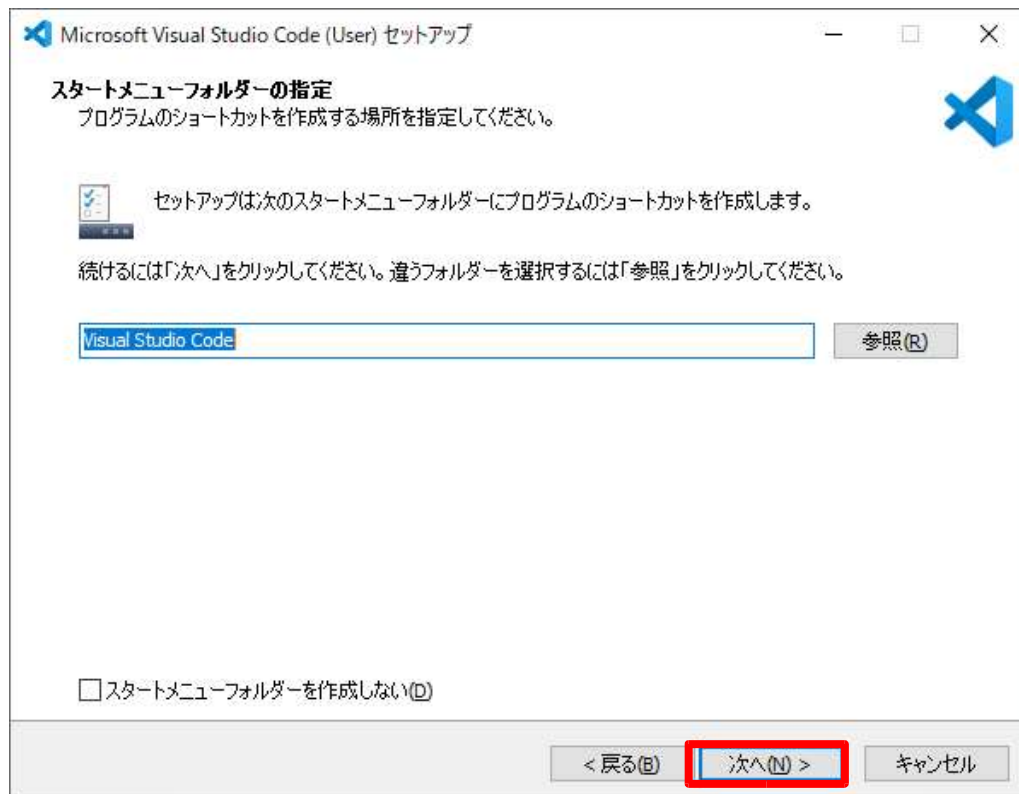 Microsoft Visual Studio Code (User) セットアップ
スタートメニューフォルダーの指定
プログラムのショートカットを作成する場所を指定してください。
セットアップは次のスタートメニューフォルダーにプログラムのショートカットを作成します。
続けるには「次へ」をクリックしてください。違うフォルダーを選択するには「参照」をクリックしてください。
Visual Studio Code
参照(R)
スタートメニューフォルダーを作成しない(D)
< 戻る(B)
次へ(N) >
キャンセル